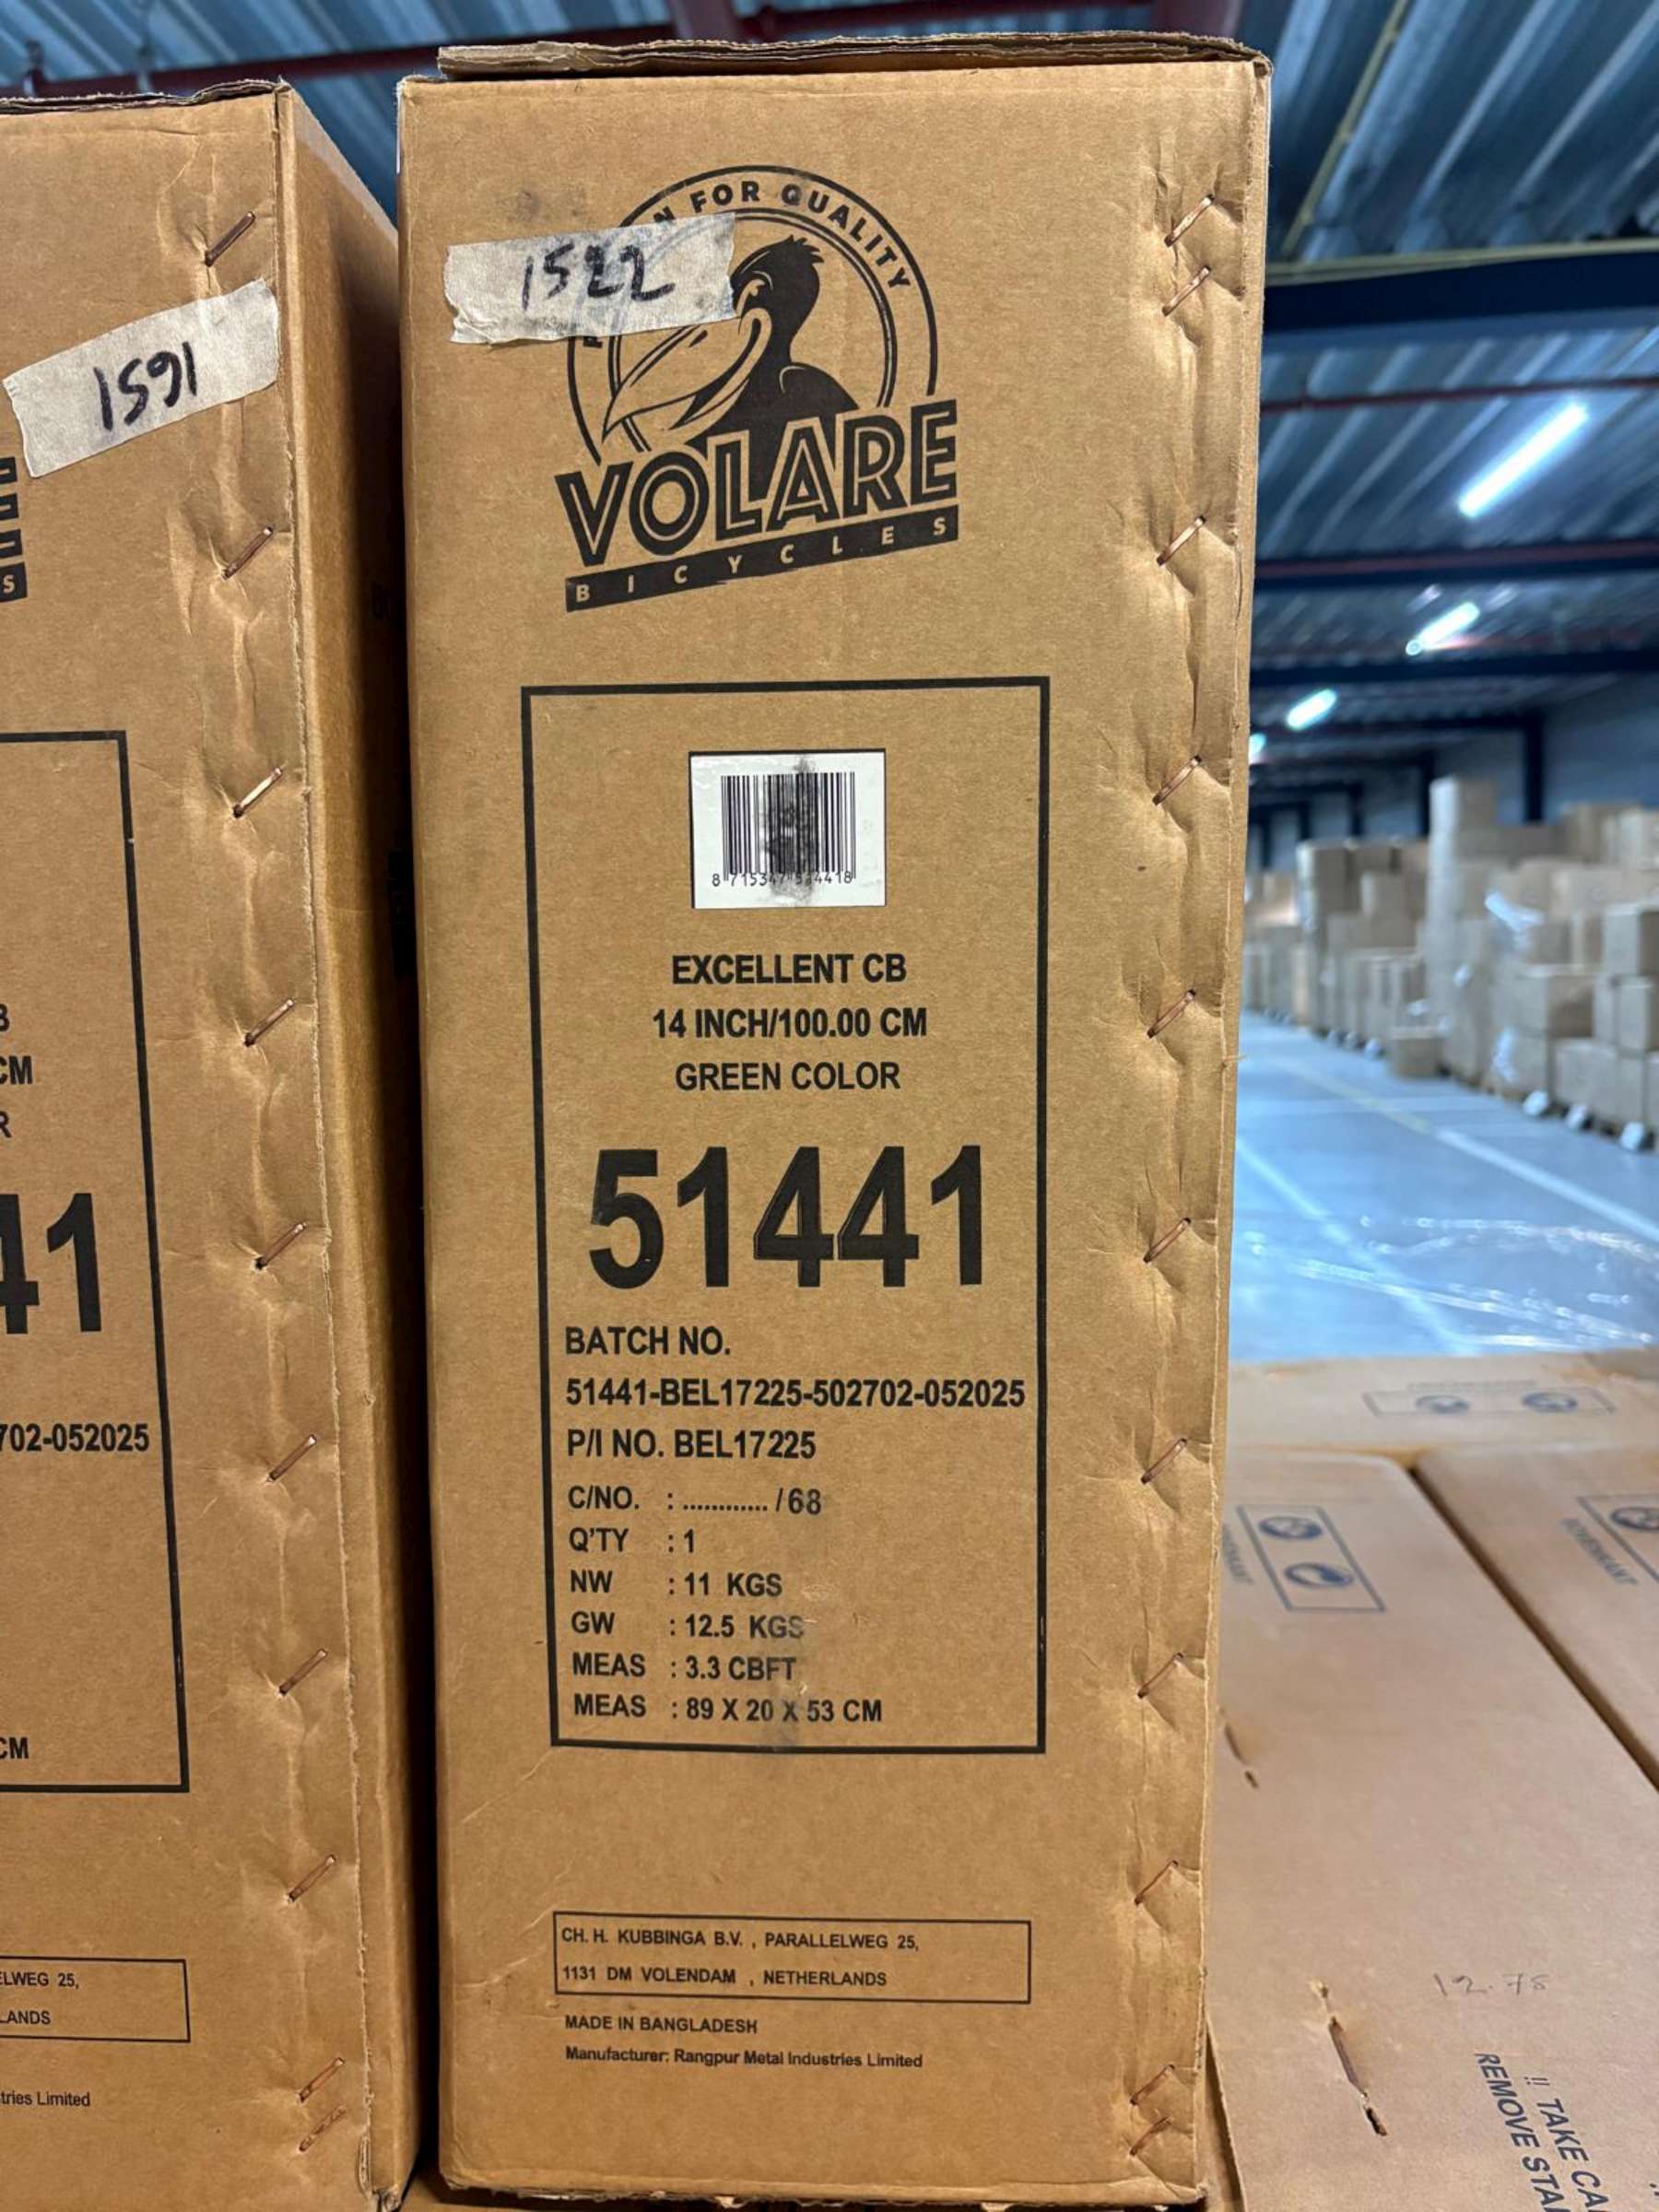 1591
S
CM
R
41
702-052025
CM
ELWEG 25,
LANDS
tries Limited
N FOR QUALITY
1522
VOLARE
BICYCLES
EXCELLENT CB
14 INCH/100.00 CM
GREEN COLOR
51441
BATCH NO.
51441-BEL17225-502702-052025
P/I NO. BEL17225
C/NO. : ............ /68
Q'TY : 1
NW : 11 KGS
GW : 12.5 KGS
MEAS : 3.3 CBFT
MEAS : 89 X 20 X 53 CM
CH. H. KUBBINGA B.V. , PARALLELWEG 25,
1131 DM VOLENDAM , NETHERLANDS
MADE IN BANGLADESH
Manufacturer: Rangpur Metal Industries Limited
12.78
!! TAKE CA
REMOVE STA